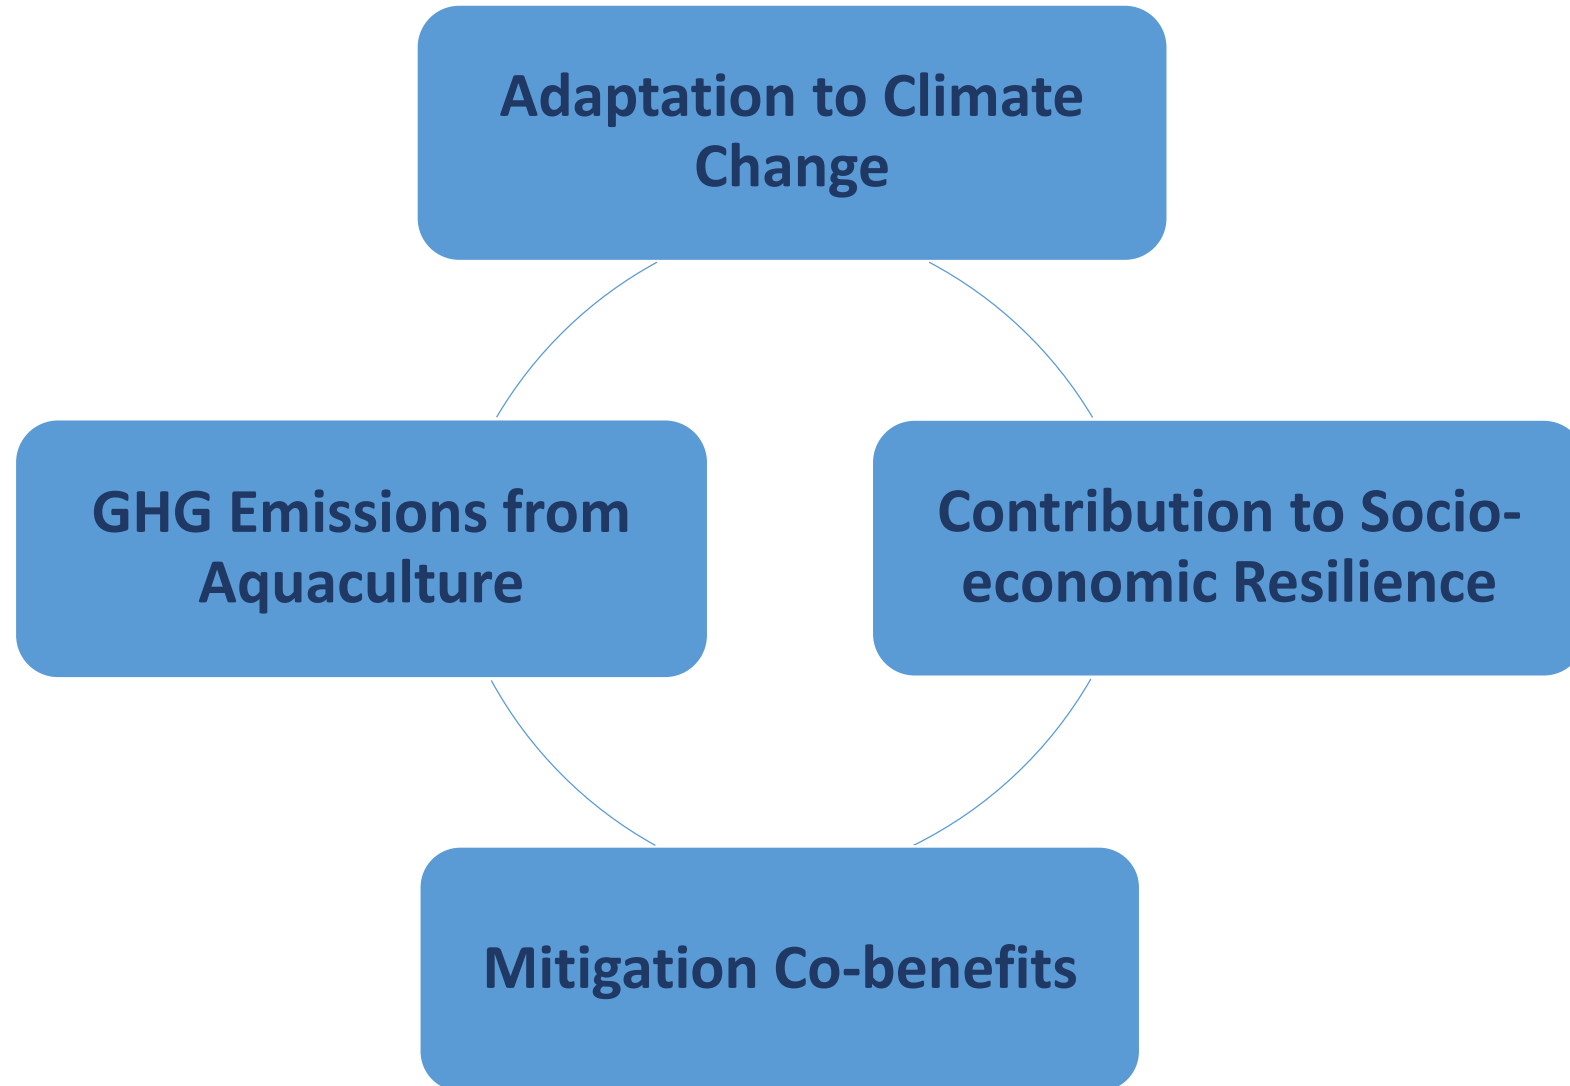 Adaptation to Climate
Change
GHG Emissions from
Aquaculture
Contribution to Socio-
economic Resilience
Mitigation Co-benefits